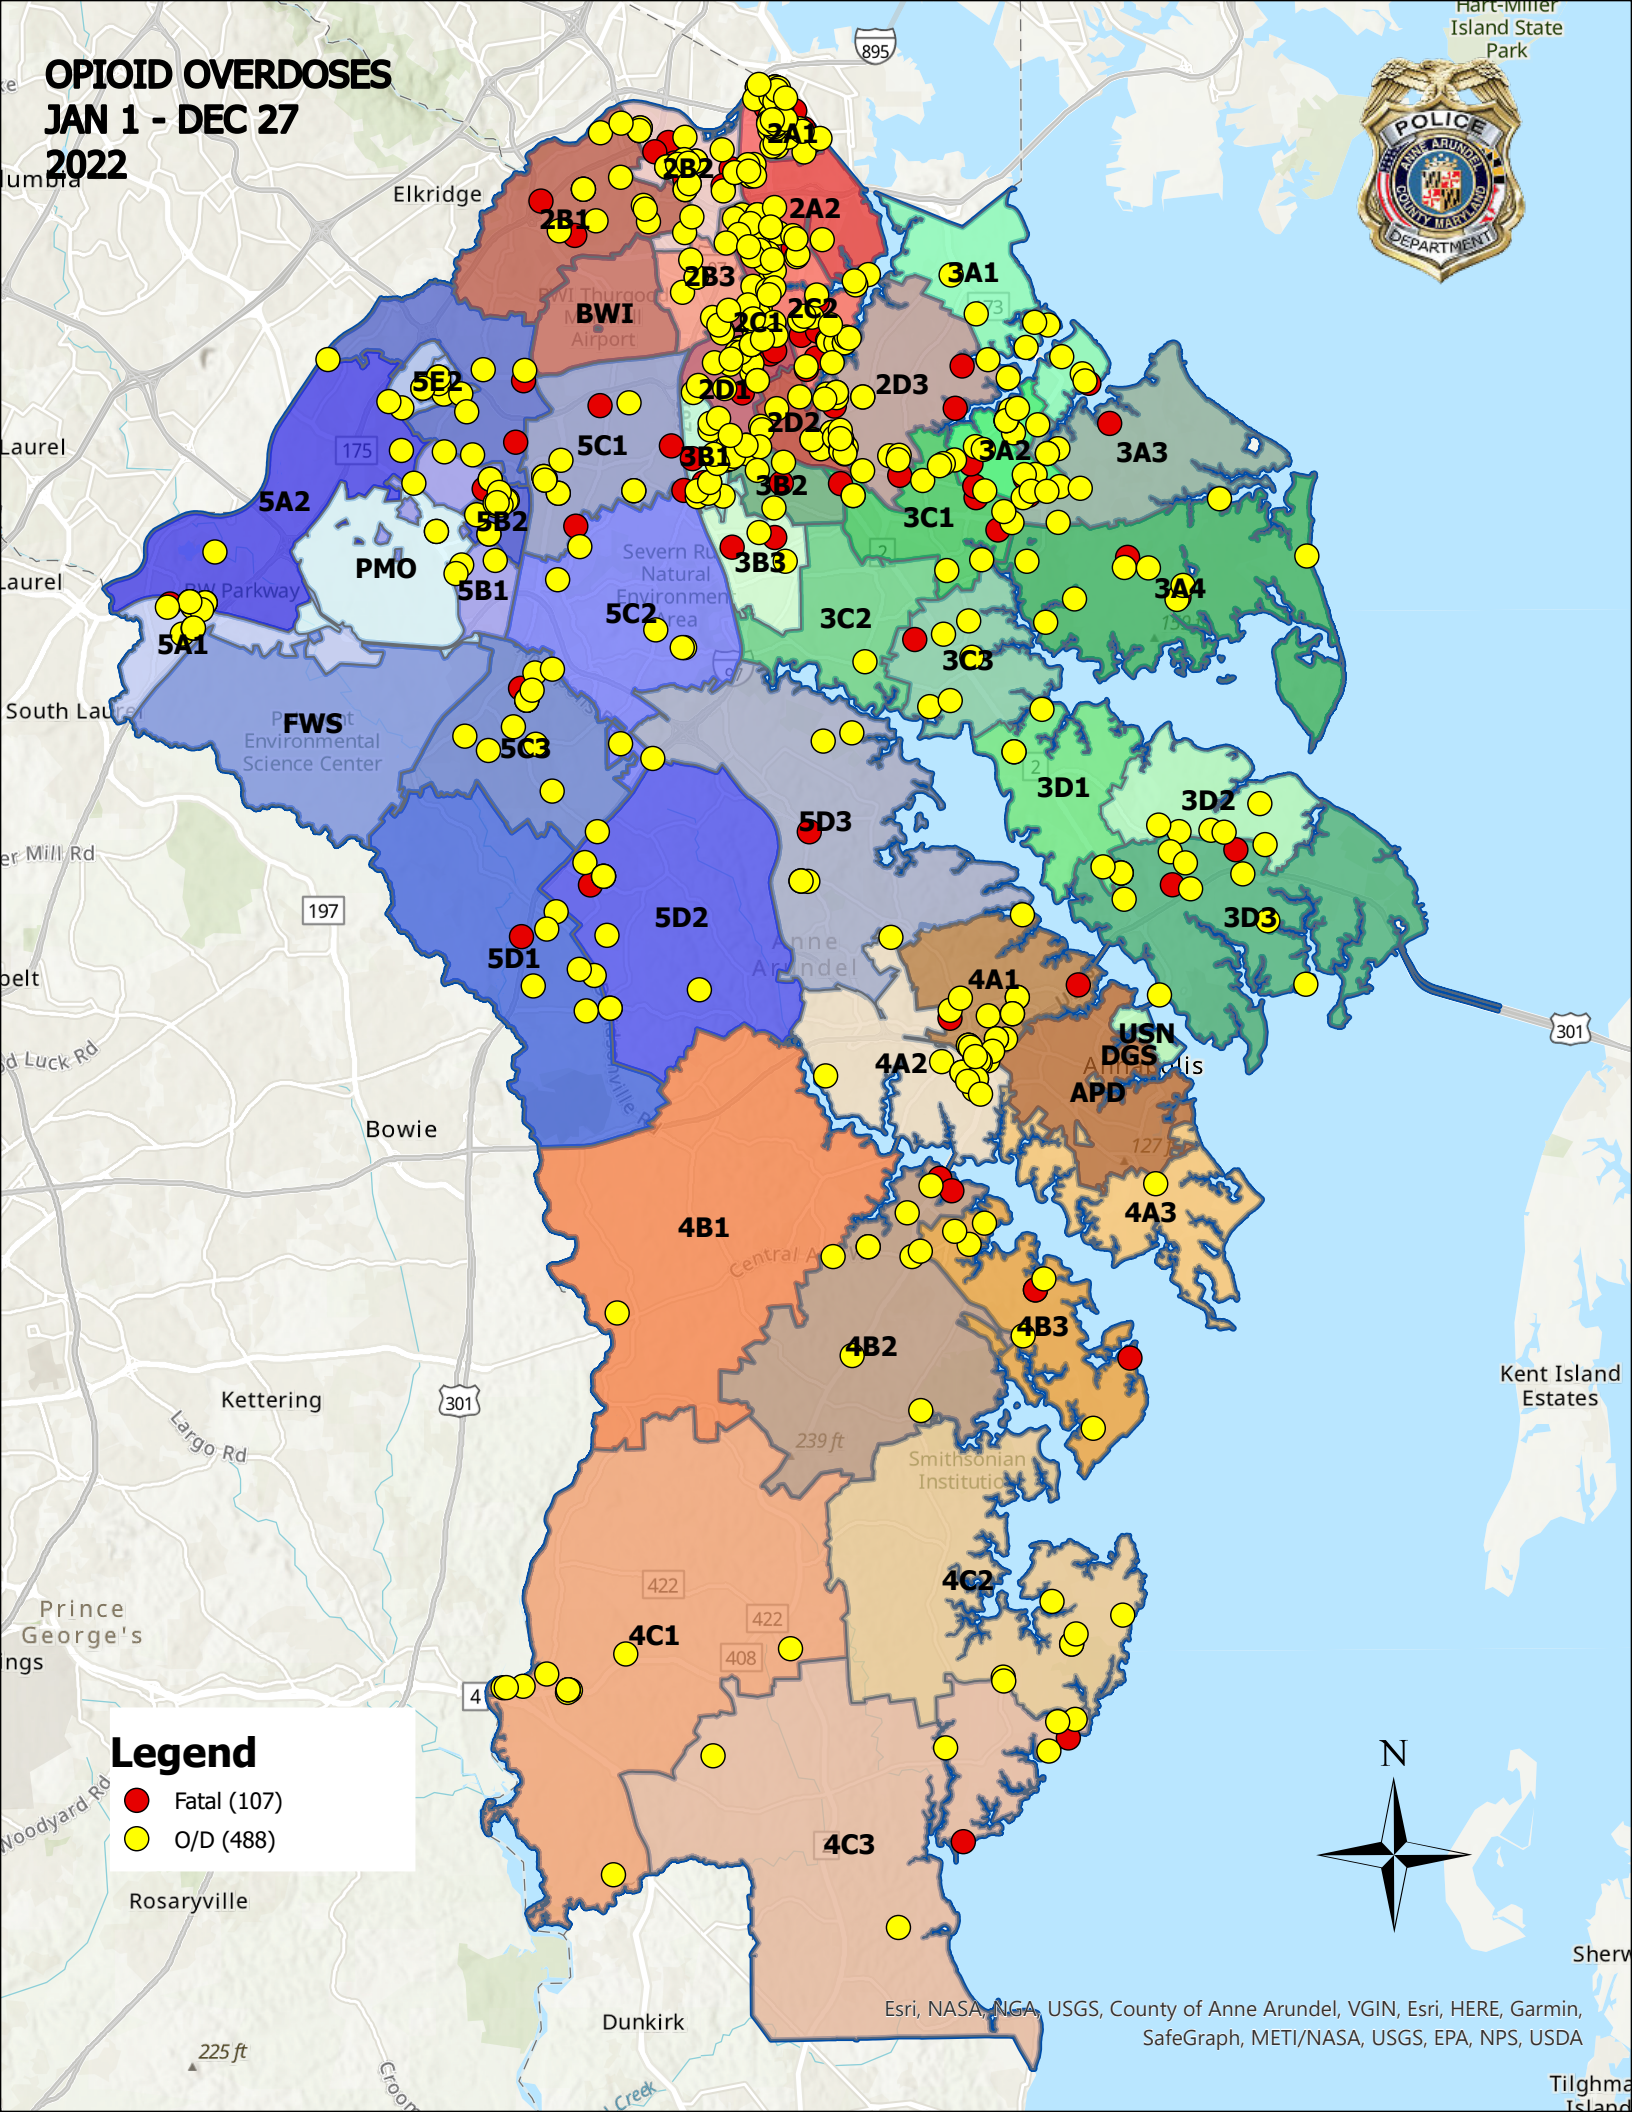 Hart-Miller
Island State
Park
895
OPIOID OVERDOSES
JAN 1 - DEC 27
2022
POLICE
ANNE ARUNDEL
COUNTY MARYLAND
DEPARTMENT
Elkridge
2A1
2B2
2A2
2B1
2B3
3A1
BWI
2C2
2C1
5E2
2D1
2D3
2D2
Laurel
175
5C1
3B1
3A2
3A3
5A2
3B2
5B2
3C1
2
Severn Run
Natural
Environment
Area
PMO
3B3
Laurel
BW Parkway
5B1
3A4
5C2
3C2
5A1
3C3
97
South Laurel
FWS
Environmental
Science Center
5C3
2
3D1
3D2
5D3
er Mill Rd
197
5D2
3D3
Anne
Arundel
5D1
4A1
belt
301
USN
DGS
4A2
APD
Bowie
127 ft
4A3
4B1
4B3
4B2
Kent Island
Estates
Kettering
301
Largo Rd
239 ft
Smithsonian
Institution
4C2
422
Prince
George's
422
4C1
408
4
Legend
Fatal (107)
O/D (488)
N
Woodyard Rd
4C3
Rosaryville
Dunkirk
Esri, NASA, NGA, USGS, County of Anne Arundel, VGIN, Esri, HERE, Garmin,
SafeGraph, METI/NASA, USGS, EPA, NPS, USDA
225 ft
Creek